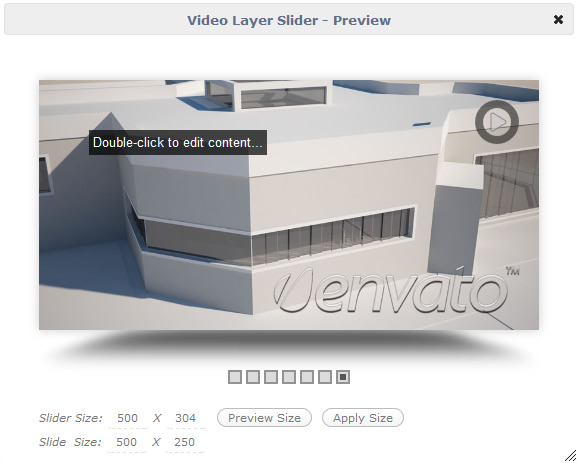 Video Layer Slider - Preview
Double-click to edit content...
envato™
Slider Size: 500 X 304 Preview Size Apply Size
Slide Size: 500 X 250